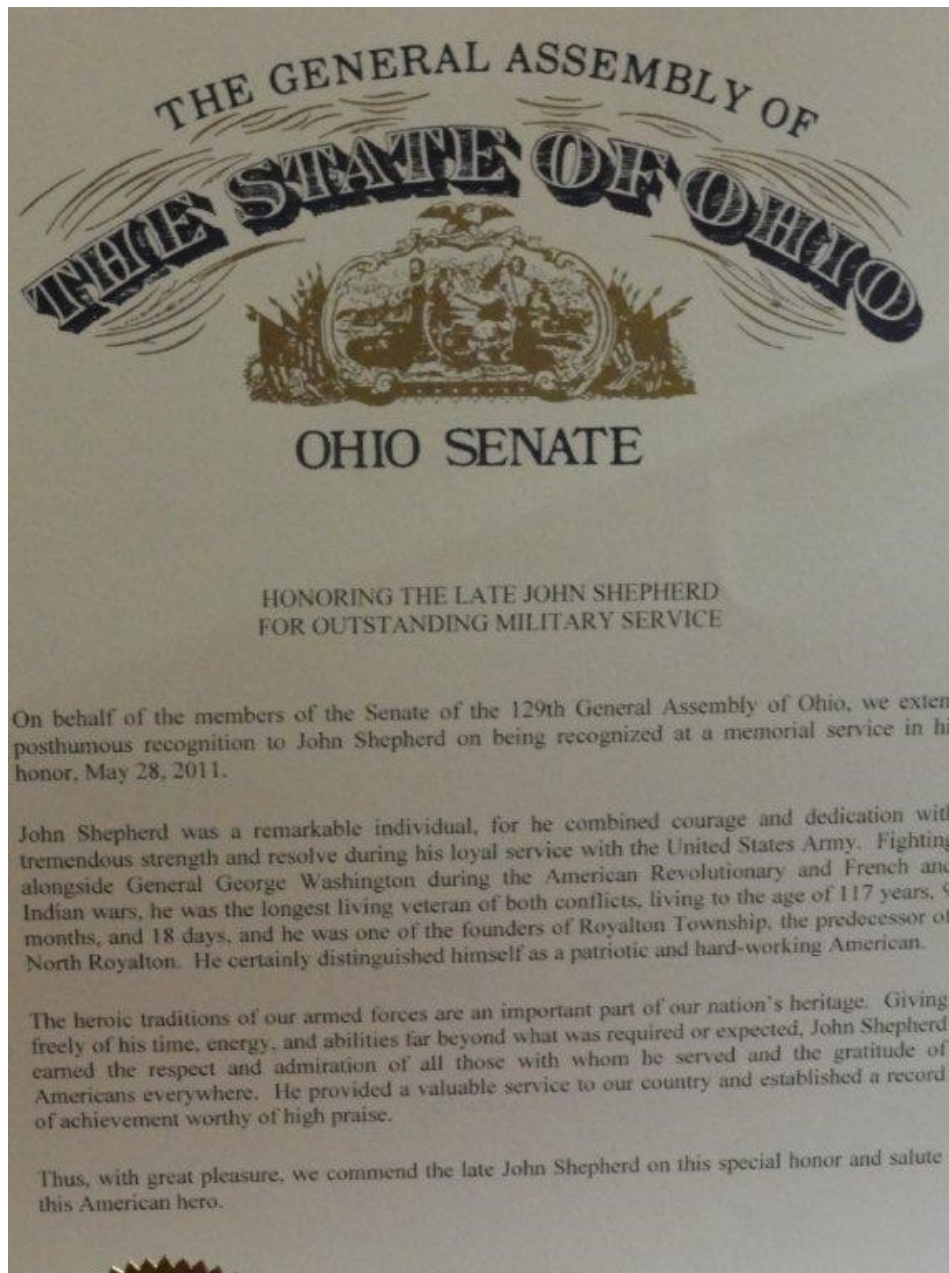 THE GENERAL ASSEMBLY OF
THE STATE OF OHIO
OHIO SENATE
HONORING THE LATE JOHN SHEPHERD
FOR OUTSTANDING MILITARY SERVICE
On behalf of the members of the Senate of the 129th General Assembly of Ohio, we exten
posthumous recognition to John Shepherd on being recognized at a memorial service in
honor, May 28, 2011.
John Shepherd was a remarkable individual, for he combined courage and dedication with
tremendous strength and resolve during his loyal service with the United States Army. Fighting
alongside General George Washington during the American Revolutionary and French and
Indian wars, he was the longest living veteran of both conflicts, living to the age of 117 years,
months, and 18 days, and he was one of the founders of Royalton Township, the predecessor of
North Royalton. He certainly distinguished himself as a patriotic and hard-working American.
The heroic traditions of our armed forces are an important part of our nation's heritage. Giving
freely of his time, energy, and abilities far beyond what was required or expected, John Shepherd
earned the respect and admiration of all those with whom he served and the gratitude of
Americans everywhere. He provided a valuable service to our country and established a record
of achievement worthy of high praise.
Thus, with great pleasure, we commend the late John Shepherd on this special honor and salute
this American hero.